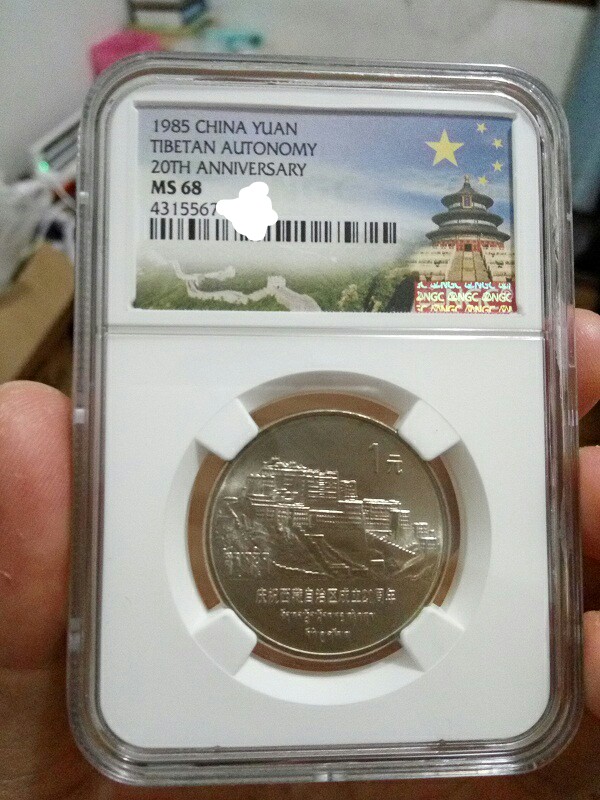 1985 CHINA YUAN
TIBETAN AUTONOMY
20TH ANNIVERSARY
MS 68
4315567
NGC NGC NGC
1元
庆祝西藏自治区成立20周年